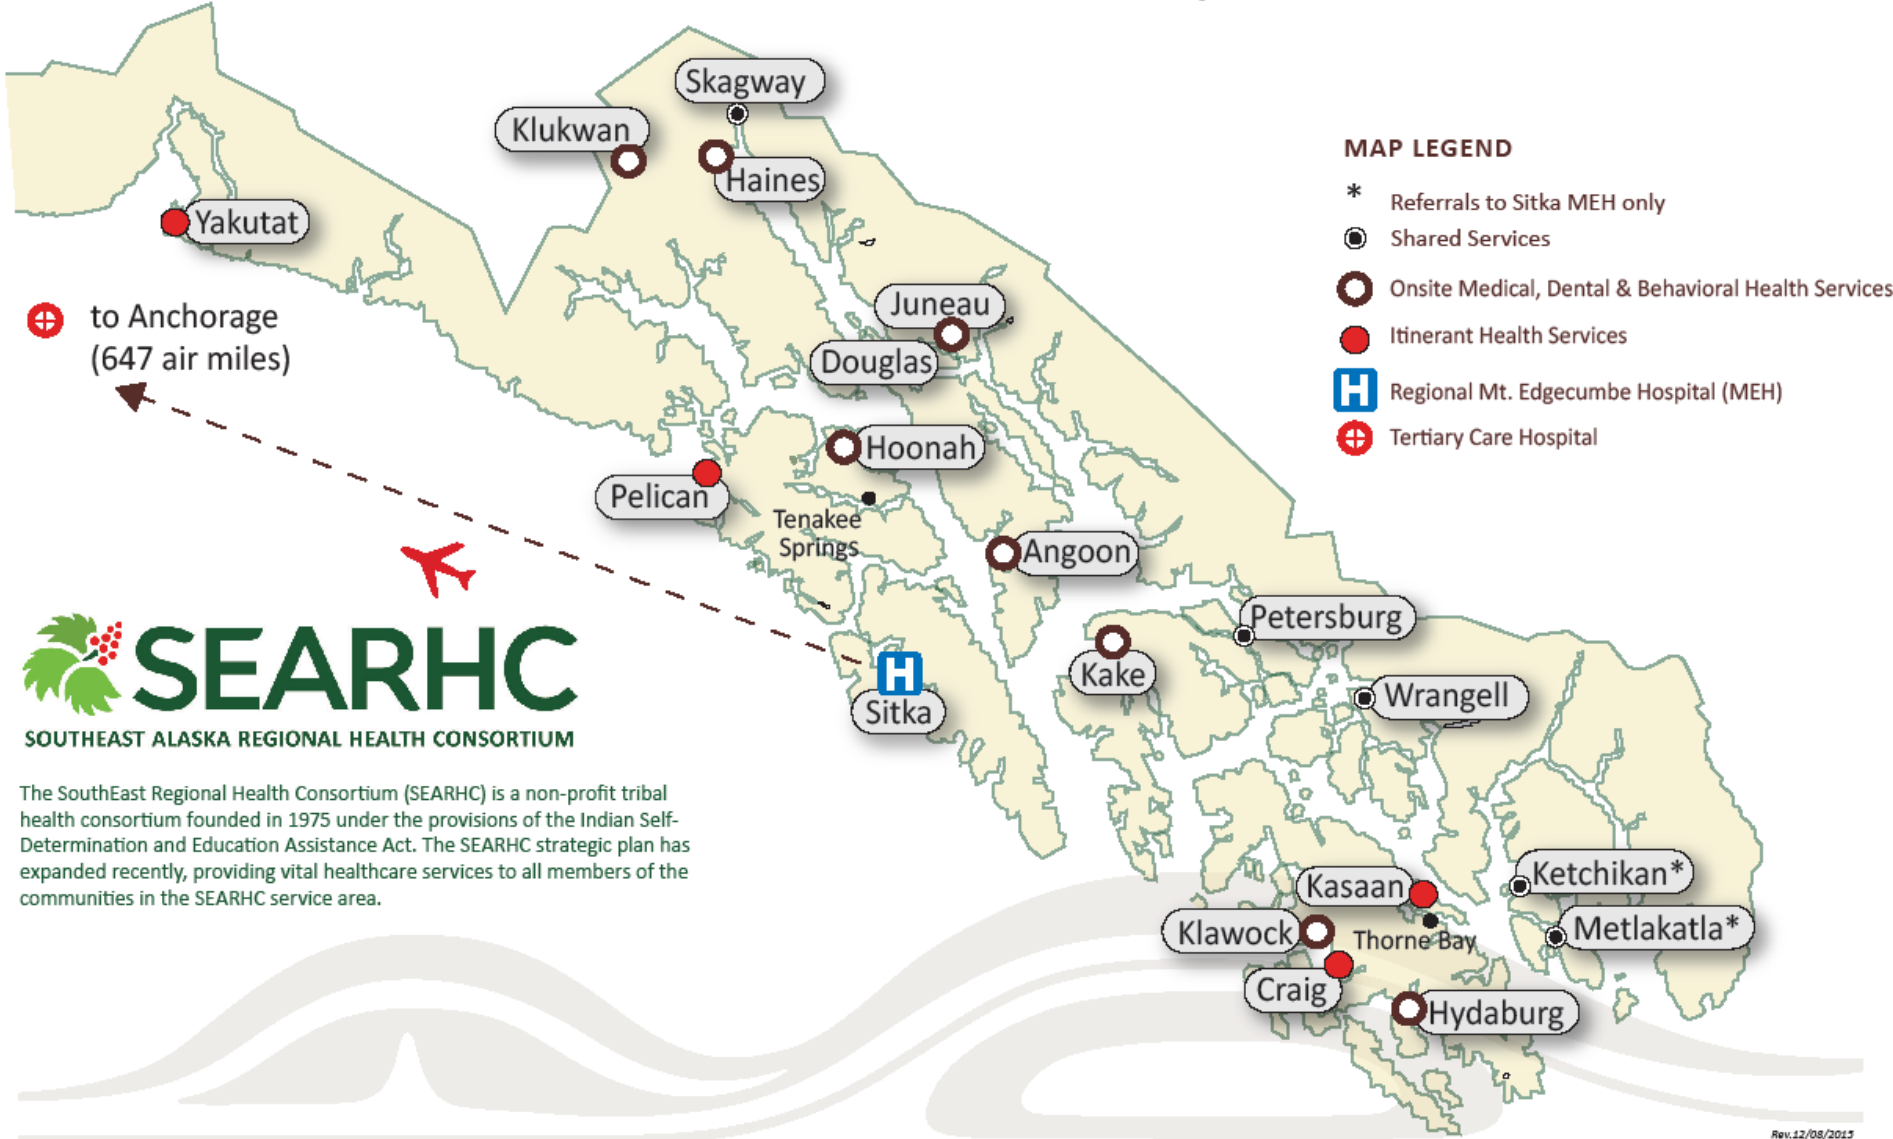 Skagway
Klukwan
Haines
Yakutat
to Anchorage
(647 air miles)
Juneau
Douglas
Hoonah
Pelican
Tenakee
Springs
Angoon
Petersburg
Kake
Wrangell
Sitka
Ketchikan*
Kasaan
Metlakatla*
Klawock
Thorne Bay
Craig
Hydaburg
MAP LEGEND
* Referrals to Sitka MEH only
Shared Services
Onsite Medical, Dental & Behavioral Health Services
Itinerant Health Services
H Regional Mt. Edgecumbe Hospital (MEH)
Tertiary Care Hospital
H
SEARHC
SOUTHEAST ALASKA REGIONAL HEALTH CONSORTIUM
The SouthEast Regional Health Consortium (SEARHC) is a non-profit tribal
health consortium founded in 1975 under the provisions of the Indian Self-
Determination and Education Assistance Act. The SEARHC strategic plan has
expanded recently, providing vital healthcare services to all members of the
communities in the SEARHC service area.
Rev.12/08/2015